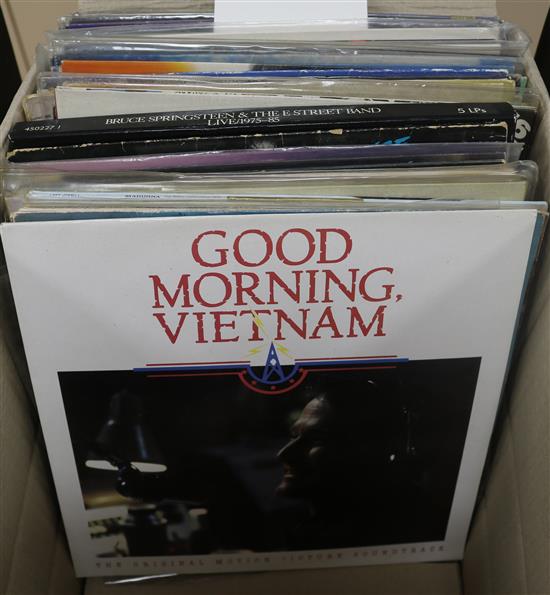 BRUCE SPRINGSTEEN & THE E STREET BAND
LIVE/1975-85
450227 1
5 LPs
MADONNA
GOOD
MORNING,
VIETNAM
THE ORIGINAL MOTION PICTURE SOUNDTRACK